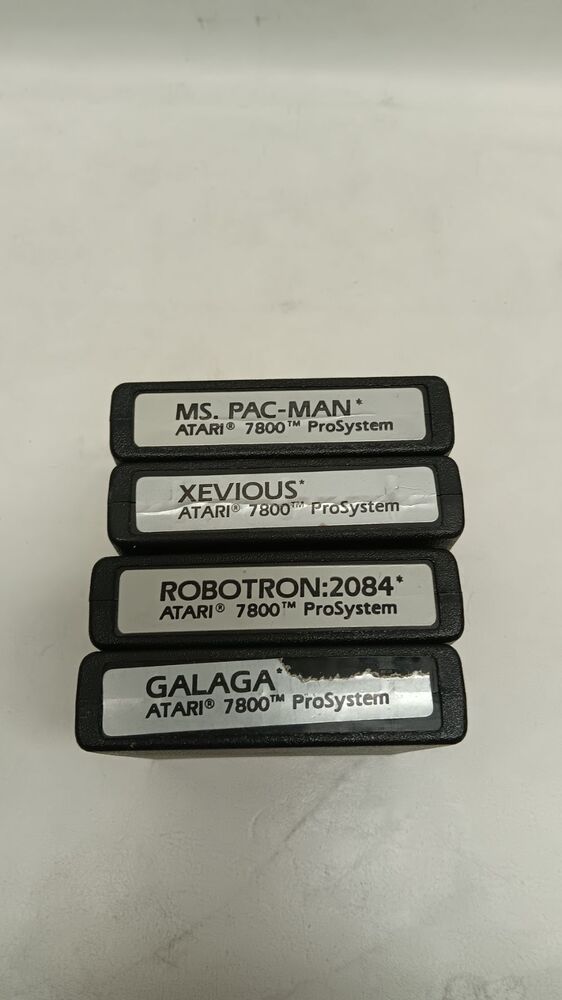 MS. PAC-MAN*
ATARI® 7800™ ProSystem
XEVIOUS*
ATARI® 7800™ ProSystem
ROBOTRON:2084*
ATARI® 7800™ ProSystem
GALAGA*
ATARI® 7800™ ProSystem